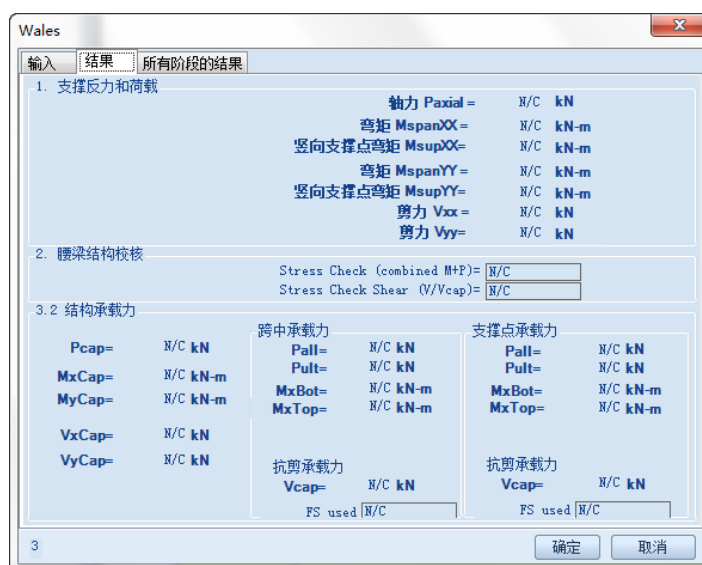 Wales
输入 结果 所有阶段的结果
1. 支撑反力和荷载
轴力 Paxial = N/C kN
弯矩 MspanXX = N/C kN-m
竖向支撑点弯矩 MsupXX= N/C kN-m
弯矩 MspanYY = N/C kN-m
竖向支撑点弯矩 MsupYY= N/C kN-m
剪力 Vxx = N/C kN
剪力 Vyy= N/C kN
2. 腰梁结构校核
Stress Check (combined M+P)= N/C
Stress Check Shear (V/Vcap)= N/C
3.2 结构承载力
Pcap= N/C kN
MxCap= N/C kN-m
MyCap= N/C kN-m
VxCap= N/C kN
VyCap= N/C kN
跨中承载力
Pall= N/C kN
Pult= N/C kN
MxBot= N/C kN-m
MxTop= N/C kN-m
抗剪承载力
Vcap= N/C kN
FS used N/C
支撑点承载力
Pall= N/C kN
Pult= N/C kN
MxBot= N/C kN-m
MxTop= N/C kN-m
抗剪承载力
Vcap= N/C kN
FS used N/C
3 确定 取消